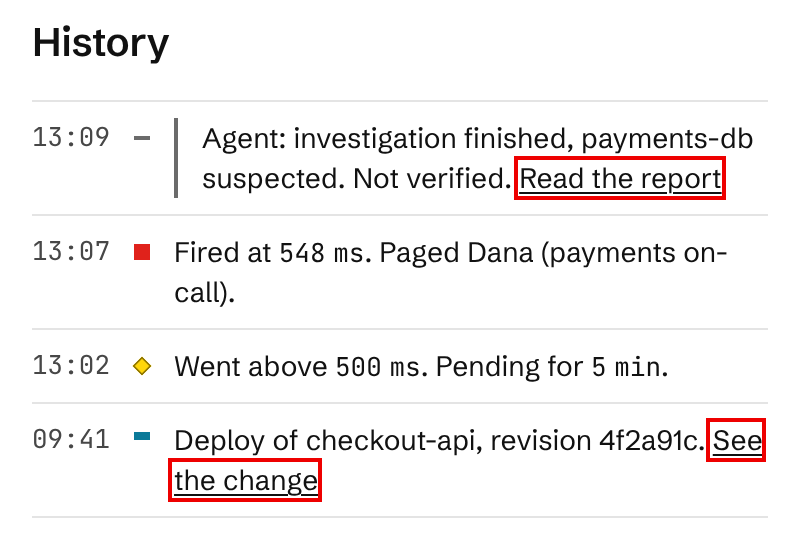 History
13:09 Agent: investigation finished, payments-db
suspected. Not verified. Read the report
13:07 Fired at 548 ms. Paged Dana (payments on-
call).
13:02 Went above 500 ms. Pending for 5 min.
09:41 Deploy of checkout-api, revision 4f2a91c. See
the change